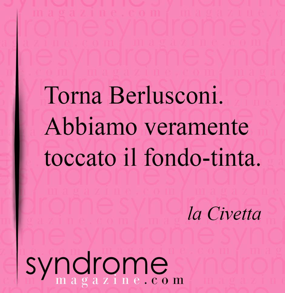 Torna Berlusconi.
Abbiamo veramente
toccato il fondo-tinta.
la Civetta
syndrome
magazine.com